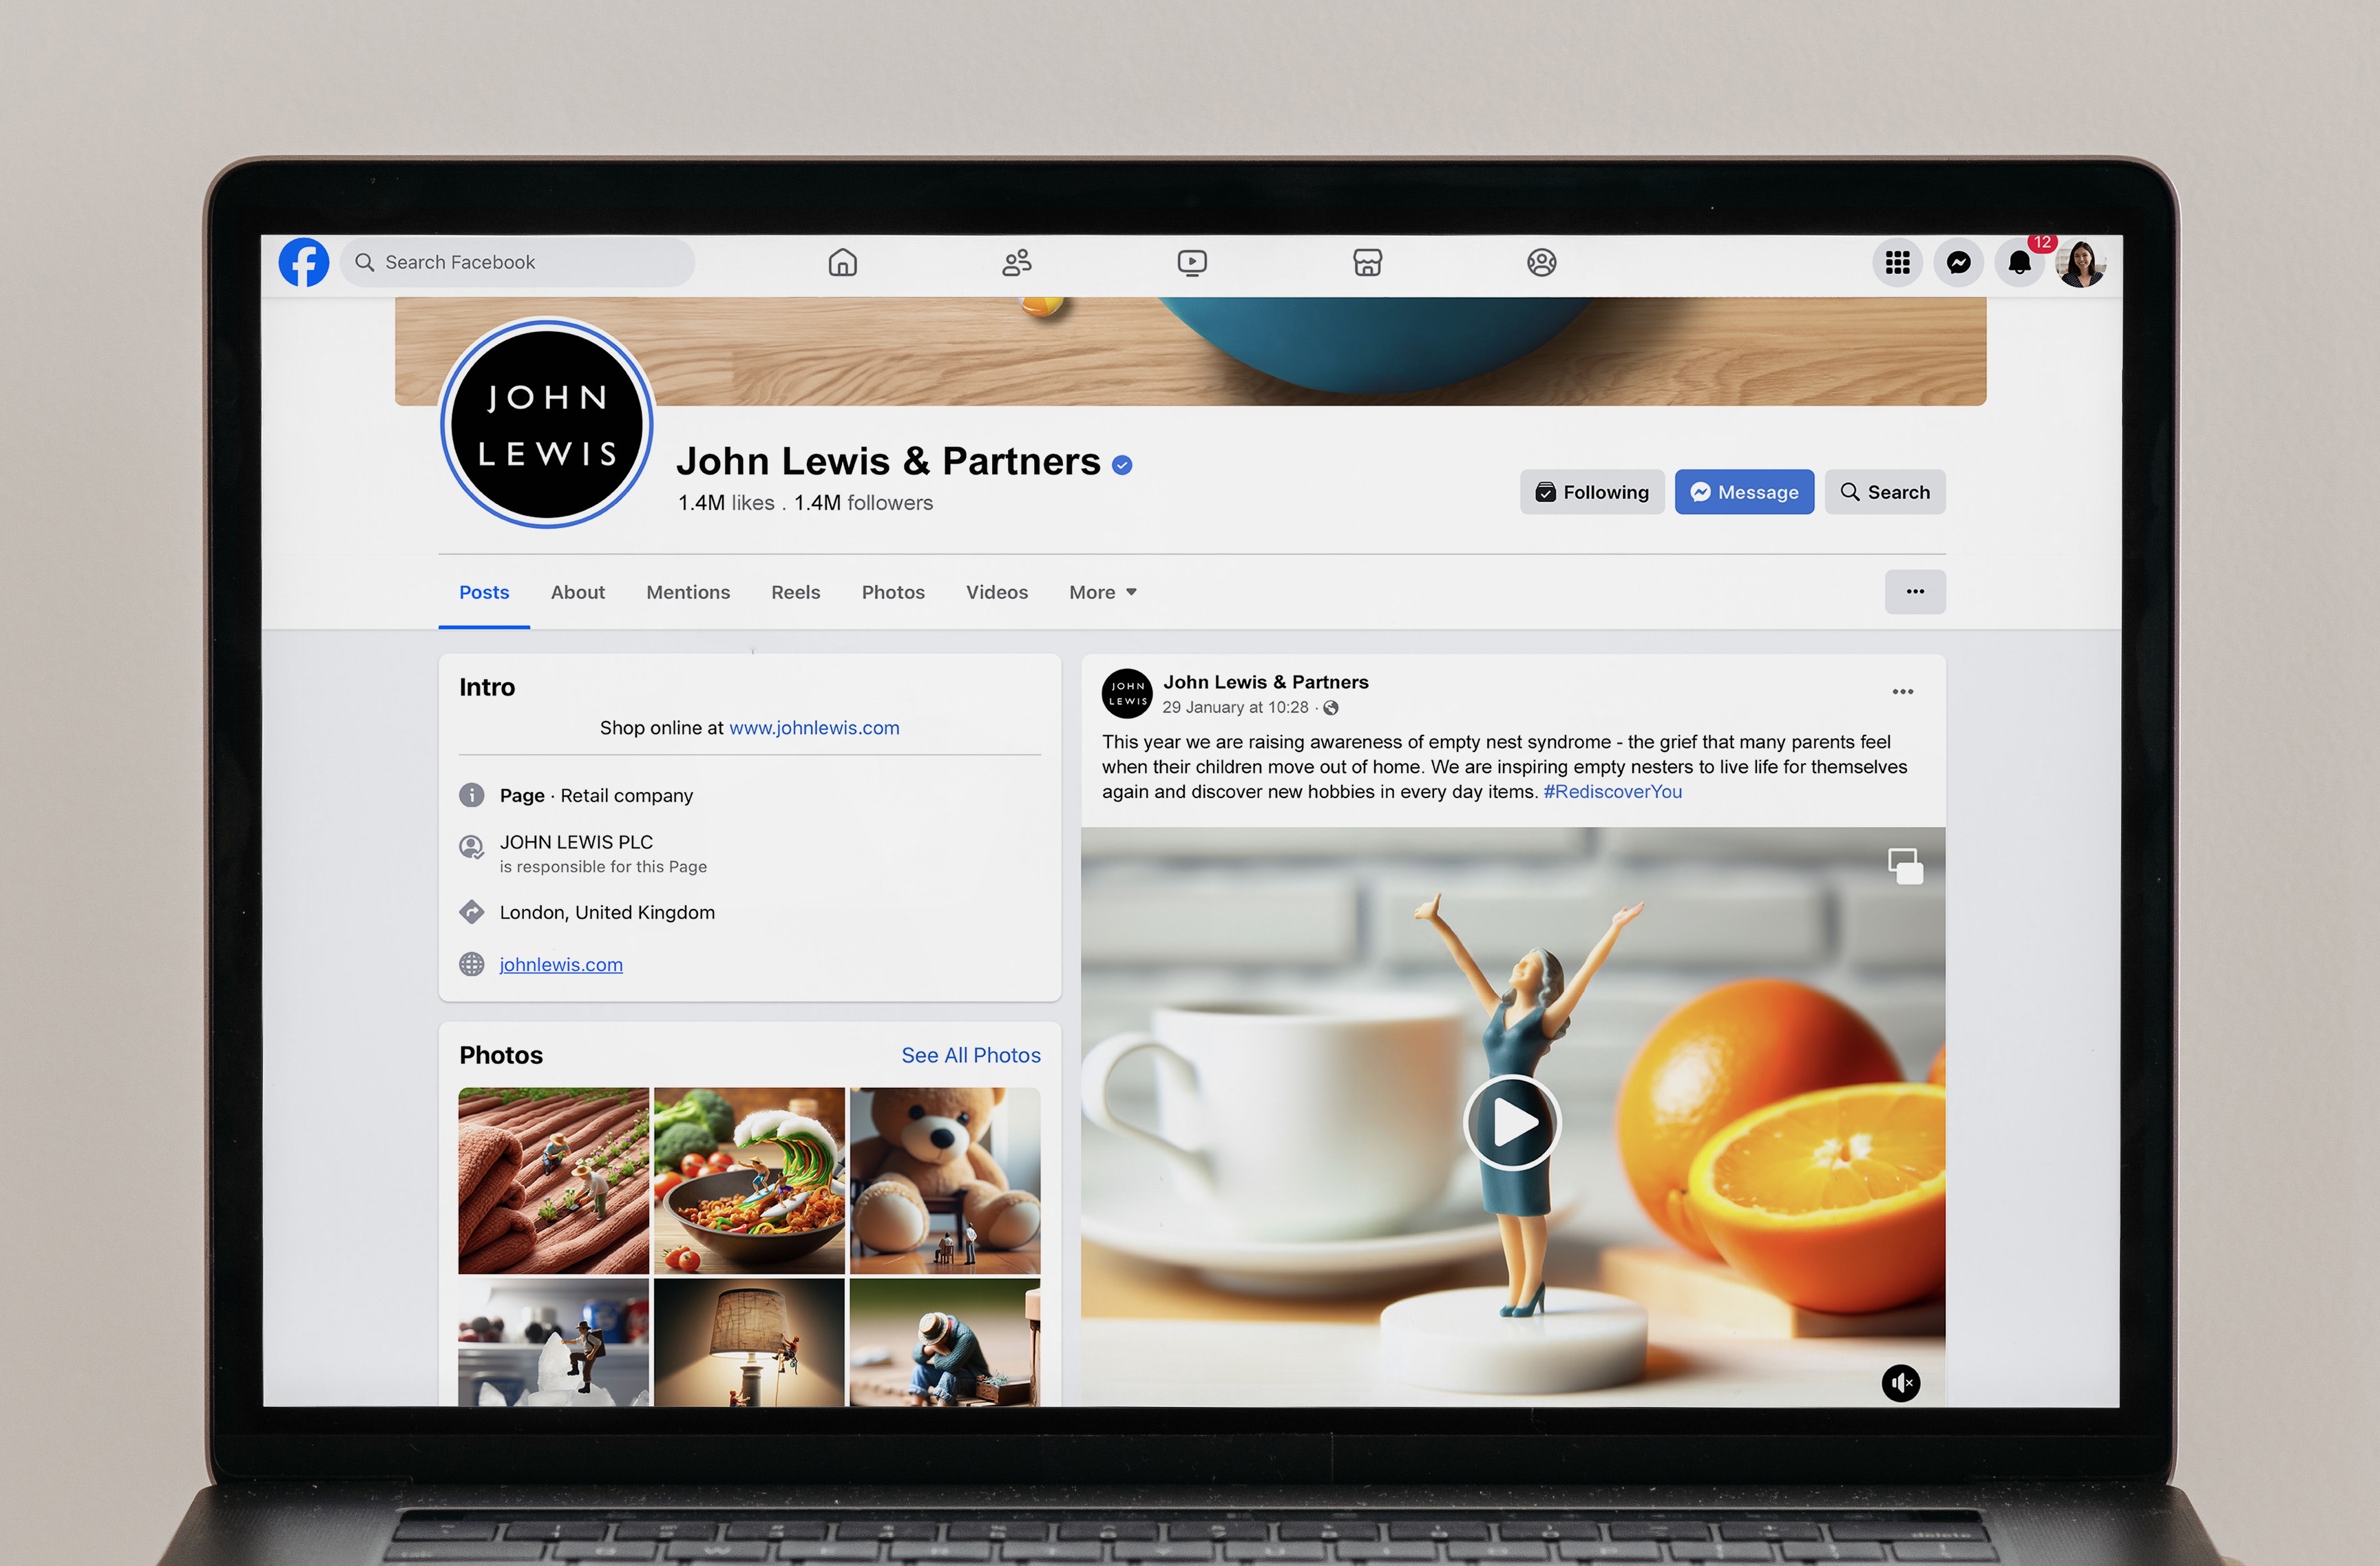 Search Facebook
12
JOHN
LEWIS
John Lewis & Partners
1.4M likes . 1.4M followers
Following
Message
Search
Posts
About
Mentions
Reels
Photos
Videos
More
Intro
Shop online at www.johnlewis.com
Page · Retail company
JOHN LEWIS PLC
is responsible for this Page
London, United Kingdom
johnlewis.com
Photos
See All Photos
JOHN
LEWIS
John Lewis & Partners
29 January at 10:28 ·
This year we are raising awareness of empty nest syndrome - the grief that many parents feel
when their children move out of home. We are inspiring empty nesters to live life for themselves
again and discover new hobbies in every day items. #RediscoverYou
delete